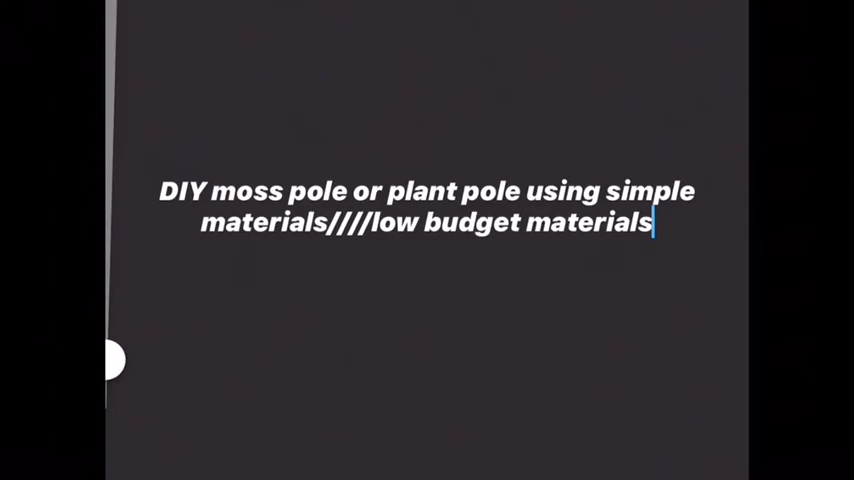 DIY moss pole or plant pole using simple
materials////low budget materials